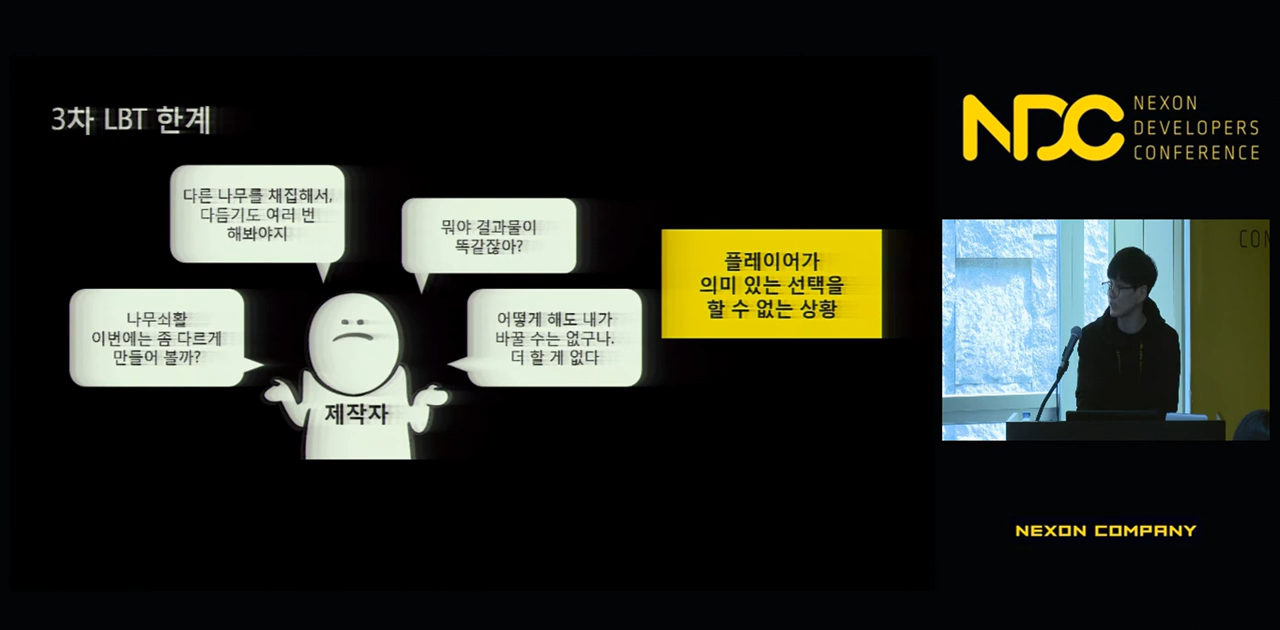 3차 LBT 한계
다른 나무를 채집해서,
다듬기도 여러 번
해봐야지
뭐야 결과물이
똑같잖아?
나무쇠활
이번에는 좀 다르게
만들어 볼까?
어떻게 해도 내가
바꿀 수는 없구나.
더 할 게 없다
제작자
플레이어가
의미 있는 선택을
할 수 없는 상황
NDC
NEXON
DEVELOPERS
CONFERENCE
CON
NEXON COMPANY